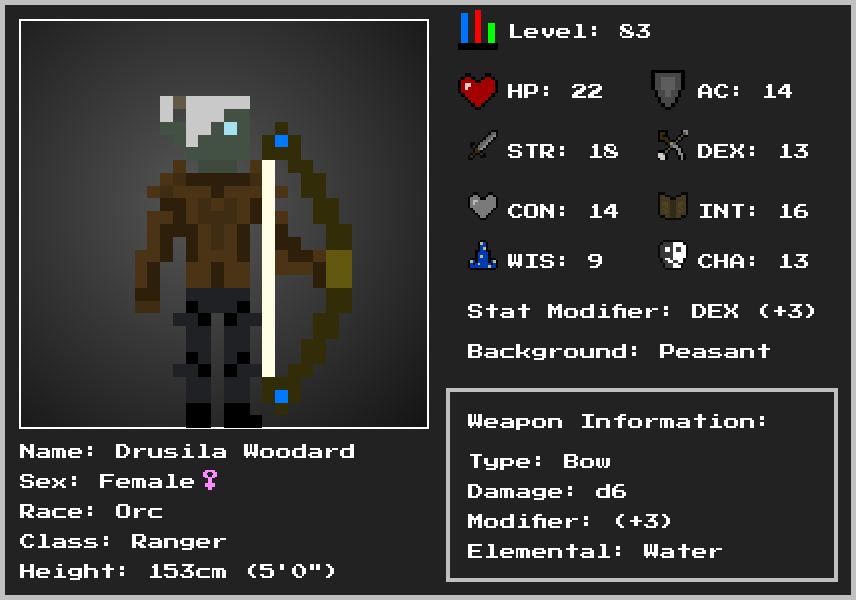 Level: 83
HP: 22 AC: 14
STR: 18 DEX: 13
CON: 14 INT: 16
WIS: 9 CHA: 13
Stat Modifier: DEX (+3)
Background: Peasant
Name: Drusila Woodard
Sex: Female♀
Race: Orc
Class: Ranger
Height: 153cm (5'0")
Weapon Information:
Type: Bow
Damage: d6
Modifier: (+3)
Elemental: Water